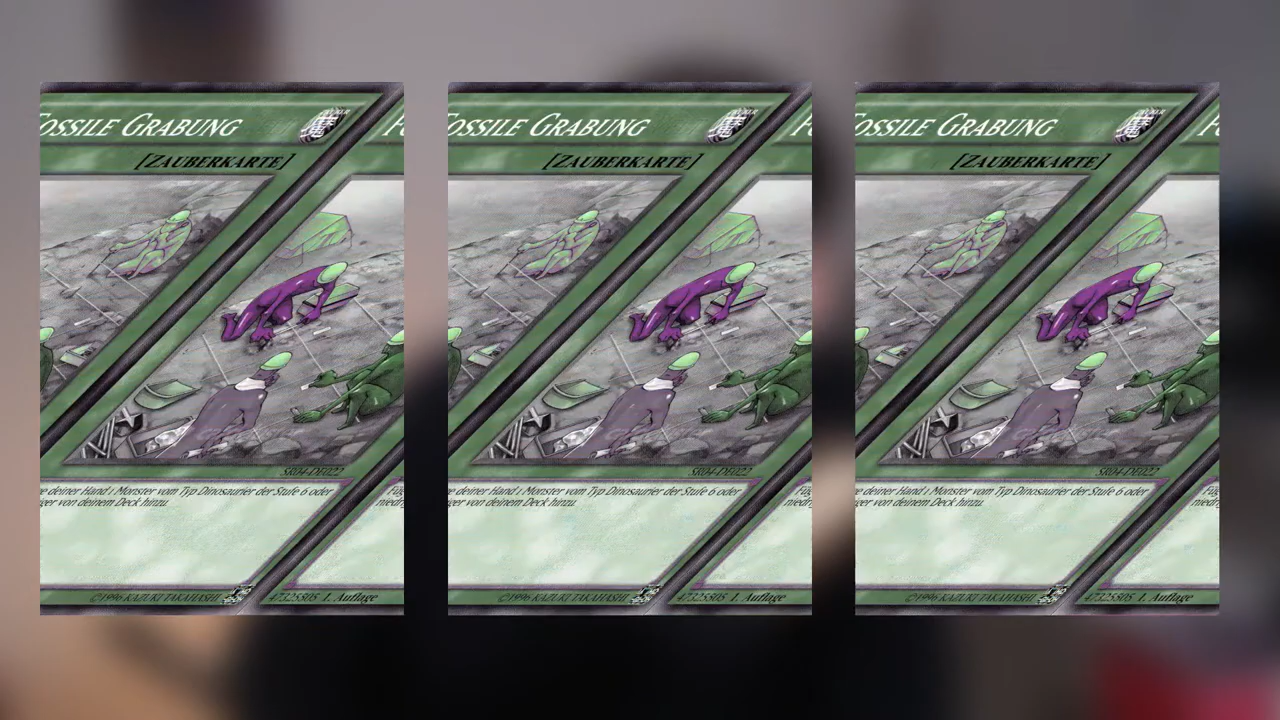 OSSILE GRABUNG
[ZAUBERKARTE]
SR04-DE022
e deiner Hand 1 Monster vom Typ Dinosaurier der Stufe 6 oder
ger von deinem Deck hinzu.
©1996 KAZUKI TAKAHASHI
47325505 1. Auflage
FOSSILE GRABUNG
[ZAUBERKARTE]
SR04-DE022
e deiner Hand 1 Monster vom Typ Dinosaurier der Stufe 6 oder
ger von deinem Deck hinzu.
©1996 KAZUKI TAKAHASHI
47325505 1. Auflage
OSSILE GRABUNG
[ZAUBERKARTE]
SR04-DE022
e deiner Hand 1 Monster vom Typ Dinosaurier der Stufe 6 oder
ger von deinem Deck hinzu.
Füg
niedri
©1996 KAZUKI TAKAHASHI
47325505 1. Auflage